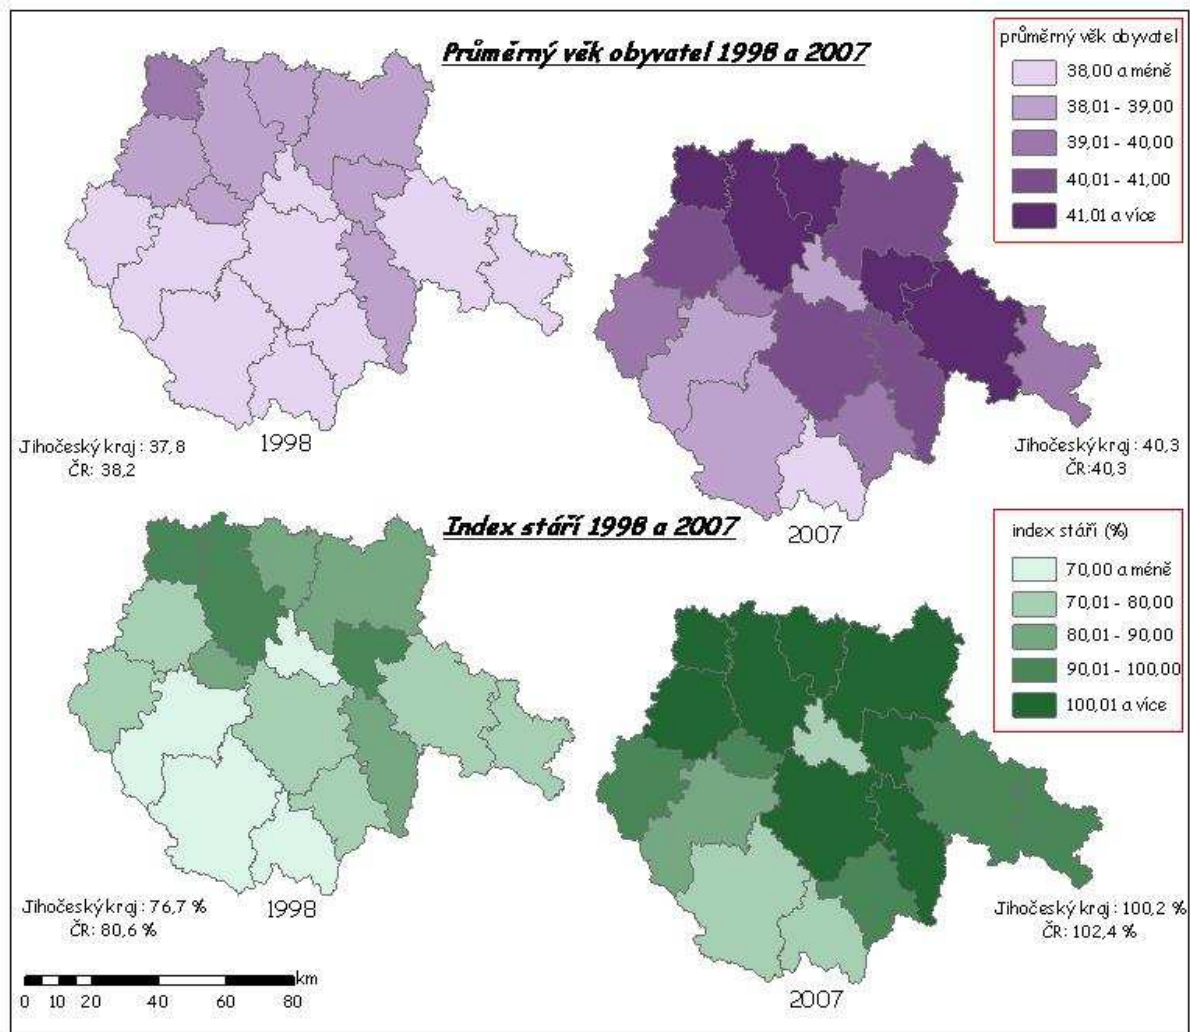 Průměrný věk obyvatel 1998 a 2007
průměrný věk obyvatel
38,00 a méně
38,01 - 39,00
39,01 - 40,00
40,01 - 41,00
41,01 a více
Jihočeský kraj : 37,8
ČR: 38,2
1998
Jihočeský kraj : 40,3
ČR:40,3
2007
Index stáří 1998 a 2007
index stáří (%)
70,00 a méně
70,01 - 80,00
80,01 - 90,00
90,01 - 100,00
100,01 a více
Jihočeský kraj : 76,7 %
ČR: 80,6 %
1998
Jihočeský kraj : 100,2 %
ČR: 102,4 %
2007
km
0 10 20 40 60 80